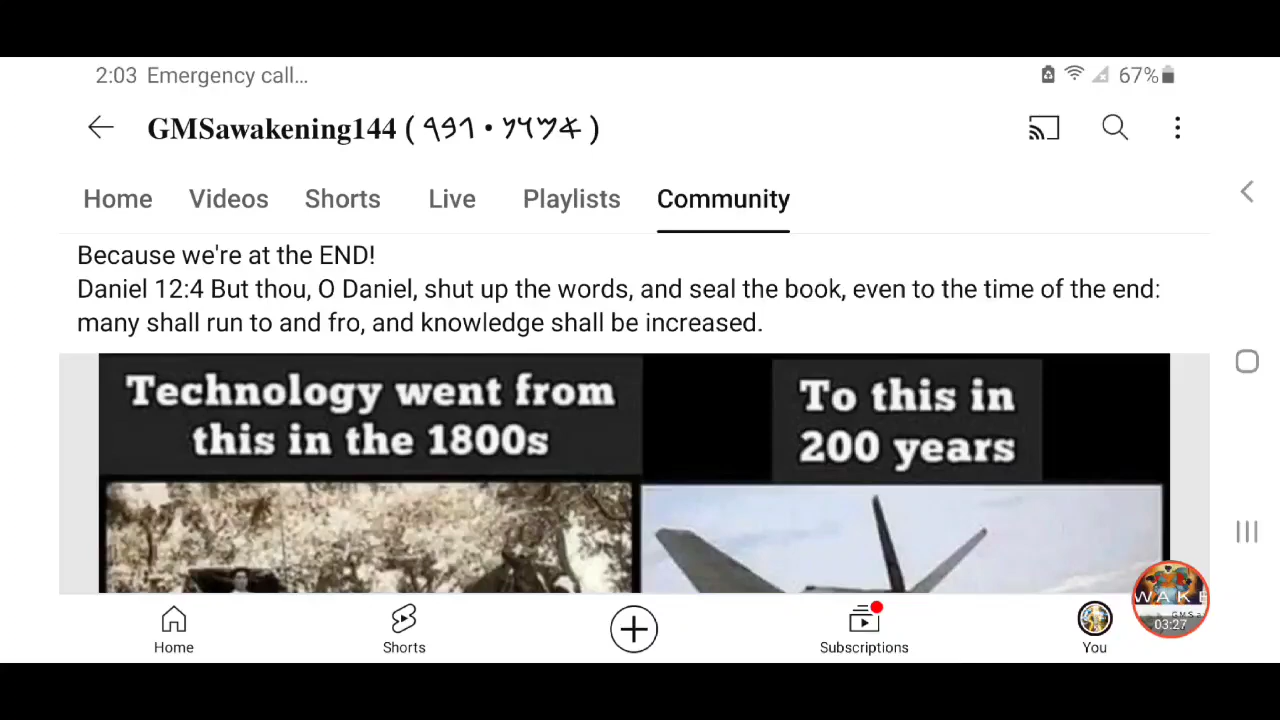 2:03 Emergency call...
67%
GMSawakening144 (𐤒𐤄𐤋 • 𐤉𐤅𐤌𐤀)
Home Videos Shorts Live Playlists Community
Because we're at the END!
Daniel 12:4 But thou, O Daniel, shut up the words, and seal the book, even to the time of the end:
many shall run to and fro, and knowledge shall be increased.
Technology went from
this in the 1800s
To this in
200 years
WAKE
03:27
Home Shorts Subscriptions You